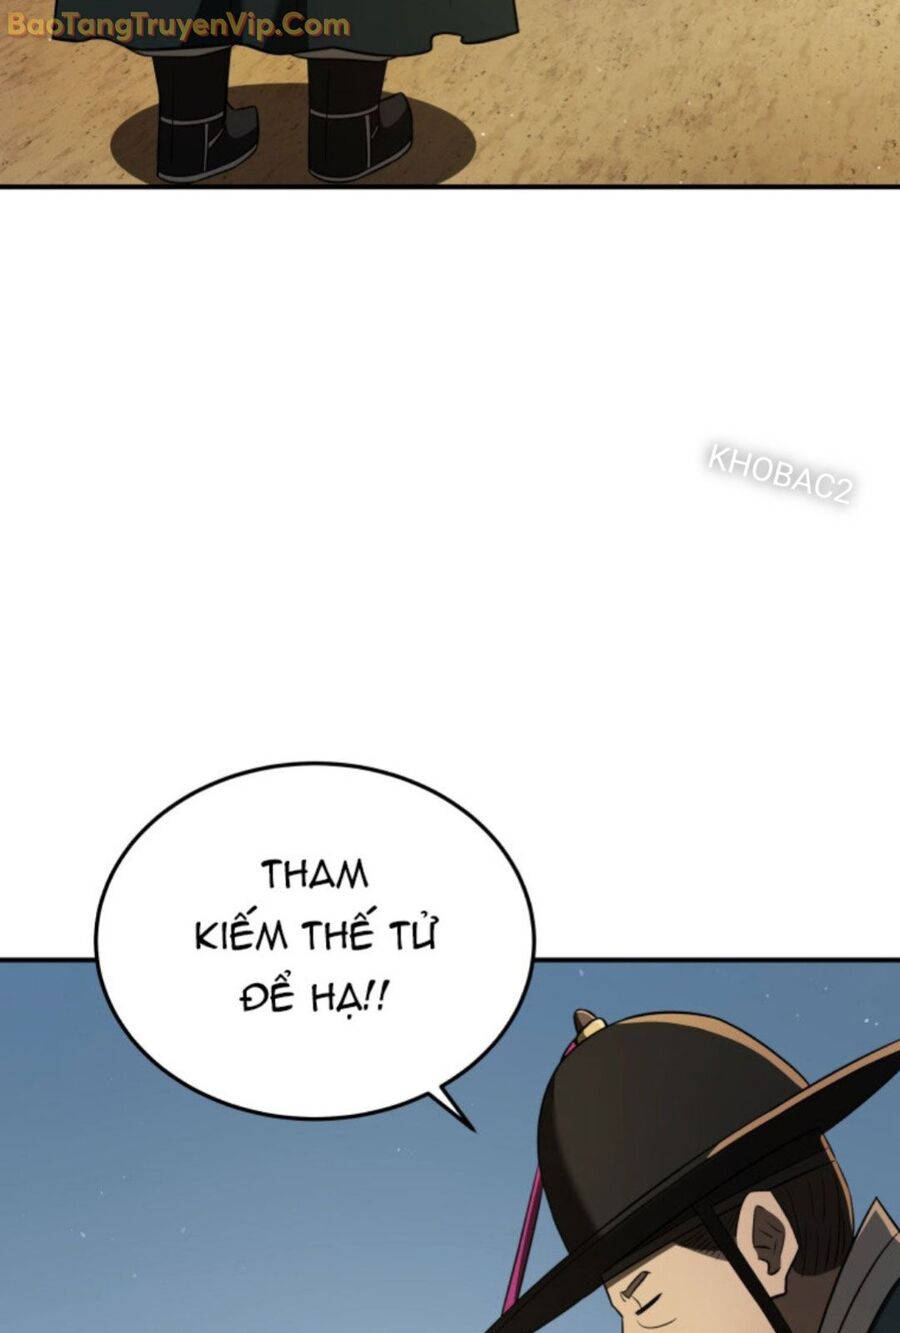 BaoTangTruyenVip.Com
KHOBAC2
THAM
KIẾM THẾ TỬ
ĐỂ HẠ!!